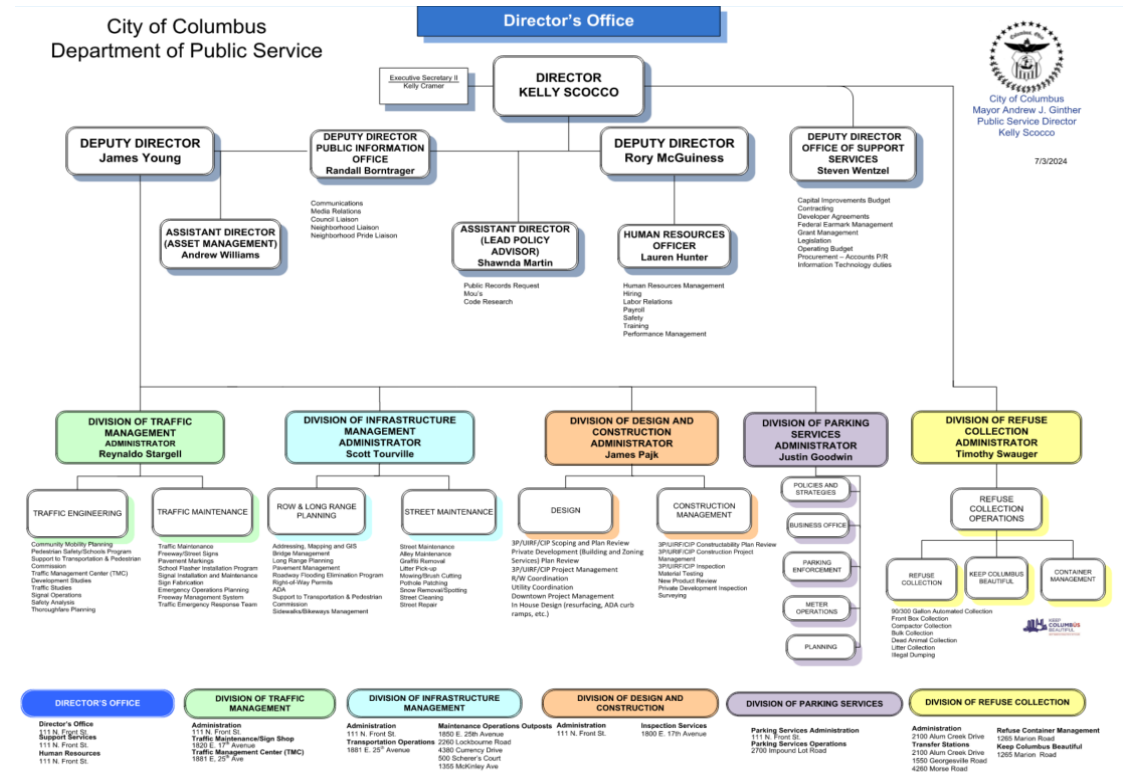 City of Columbus
Department of Public Service
Director's Office
Executive Secretary II
Kelly Cramer
DIRECTOR
KELLY SCOCCO
City of Columbus
Mayor Andrew J. Ginther
Public Service Director
Kelly Scocco
7/3/2024
DEPUTY DIRECTOR
James Young
DEPUTY DIRECTOR
PUBLIC INFORMATION
OFFICE
Randall Borntrager
DEPUTY DIRECTOR
Rory McGuiness
DEPUTY DIRECTOR
OFFICE OF SUPPORT
SERVICES
Steven Wentzel
Communications
Media Relations
Council Liaison
Neighborhood Liaison
Neighborhood Pride Liaison
Capital Improvements Budget
Contracting
Developer Agreements
Federal Earmark Management
Grant Management
Legislation
Operating Budget
Procurement – Accounts P/R
Information Technology duties
ASSISTANT DIRECTOR
(ASSET MANAGEMENT)
Andrew Williams
ASSISTANT DIRECTOR
(LEAD POLICY
ADVISOR)
Shawnda Martin
HUMAN RESOURCES
OFFICER
Lauren Hunter
Public Records Request
Mou's
Code Research
Human Resources Management
Hiring
Labor Relations
Payroll
Safety
Training
Performance Management
DIVISION OF TRAFFIC
MANAGEMENT
ADMINISTRATOR
Reynaldo Stargell
DIVISION OF INFRASTRUCTURE
MANAGEMENT
ADMINISTRATOR
Scott Tourville
DIVISION OF DESIGN AND
CONSTRUCTION
ADMINISTRATOR
James Pajk
DIVISION OF PARKING
SERVICES
ADMINISTRATOR
Justin Goodwin
DIVISION OF REFUSE
COLLECTION
ADMINISTRATOR
Timothy Swauger
TRAFFIC ENGINEERING
Community Mobility Planning
Pedestrian Safety/Schools Program
Support to Transportation & Pedestrian
Commission
Traffic Management Center (TMC)
Development Studies
Traffic Studies
Signal Operations
Safety Analysis
Thoroughfare Planning
TRAFFIC MAINTENANCE
Traffic Maintenance
Freeway/Street Signs
Pavement Markings
School Flasher Installation Program
Signal Installation and Maintenance
Sign Fabrication
Emergency Operations Planning
Freeway Management System
Traffic Emergency Response Team
ROW & LONG RANGE
PLANNING
Addressing, Mapping and GIS
Bridge Management
Long Range Planning
Pavement Management
Roadway Flooding Elimination Program
Right-of-Way Permits
ADA
Support to Transportation & Pedestrian
Commission
Sidewalks/Bikeways Management
STREET MAINTENANCE
Street Maintenance
Alley Maintenance
Graffiti Removal
Litter Pick-up
Mowing/Brush Cutting
Pothole Patching
Snow Removal/Spotting
Street Cleaning
Street Repair
DESIGN
3P/UIRF/CIP Scoping and Plan Review
Private Development (Building and Zoning
Services) Plan Review
3P/UIRF/CIP Project Management
R/W Coordination
Utility Coordination
Downtown Project Management
In House Design (resurfacing, ADA curb
ramps, etc.)
CONSTRUCTION
MANAGEMENT
3P/UIRF/CIP Constructability Plan Review
3P/UIRIF/CIP Construction Project
Management
3P/UIRF/CIP Inspection
Material Testing
New Product Review
Private Development Inspection
Surveying
POLICIES AND
STRATEGIES
BUSINESS OFFICE
PARKING
ENFORCEMENT
METER
OPERATIONS
PLANNING
REFUSE
COLLECTION
OPERATIONS
REFUSE
COLLECTION
KEEP COLUMBUS
BEAUTIFUL
CONTAINER
MANAGEMENT
90/300 Gallon Automated Collection
Front Box Collection
Compactor Collection
Bulk Collection
Dead Animal Collection
Litter Collection
Illegal Dumping
KEEP
COLUMBUS
BEAUTIFUL
DIRECTOR'S OFFICE
Director's Office
111 N. Front St.
Support Services
111 N. Front St.
Human Resources
111 N. Front St.
DIVISION OF TRAFFIC
MANAGEMENT
Administration
111 N. Front St.
Traffic Maintenance/Sign Shop
1820 E. 17th Avenue
Traffic Management Center (TMC)
1881 E. 25th Ave
DIVISION OF INFRASTRUCTURE
MANAGEMENT
Administration
111 N. Front St.
Transportation Operations
1881 E. 25th Avenue
Maintenance Operations Outposts
1850 E. 25th Avenue
2260 Lockbourne Road
4380 Currency Drive
500 Scherer's Court
1355 McKinley Ave
DIVISION OF DESIGN AND
CONSTRUCTION
Administration
111 N. Front St.
Inspection Services
1800 E. 17th Avenue
DIVISION OF PARKING SERVICES
Parking Services Administration
111 N. Front St.
Parking Services Operations
2700 Impound Lot Road
DIVISION OF REFUSE COLLECTION
Administration
2100 Alum Creek Drive
Transfer Stations
2100 Alum Creek Drive
1550 Georgesville Road
4260 Morse Road
Refuse Container Management
1265 Marion Road
Keep Columbus Beautiful
1265 Marion Road